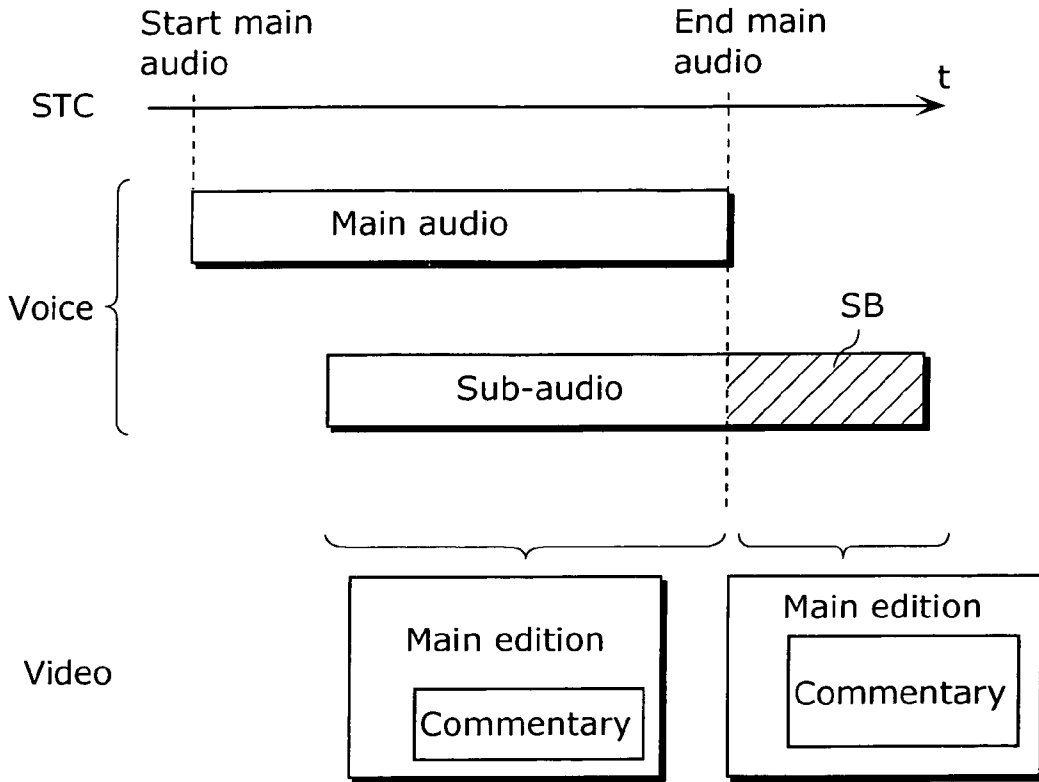 Start main
audio
End main
audio
t
STC
Main audio
Voice
SB
Sub-audio
Main edition
Commentary
Main edition
Commentary
Video